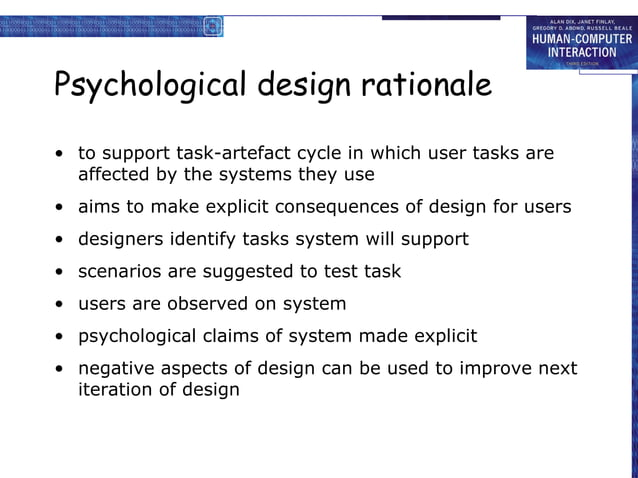 ALAN DIX, JANET FINLAY,
GREGORY D. ABOWD, RUSSELL BEALE
HUMAN-COMPUTER
INTERACTION
THIRD EDITION
Psychological design rationale
• to support task-artefact cycle in which user tasks are
affected by the systems they use
• aims to make explicit consequences of design for users
• designers identify tasks system will support
• scenarios are suggested to test task
• users are observed on system
• psychological claims of system made explicit
• negative aspects of design can be used to improve next
iteration of design